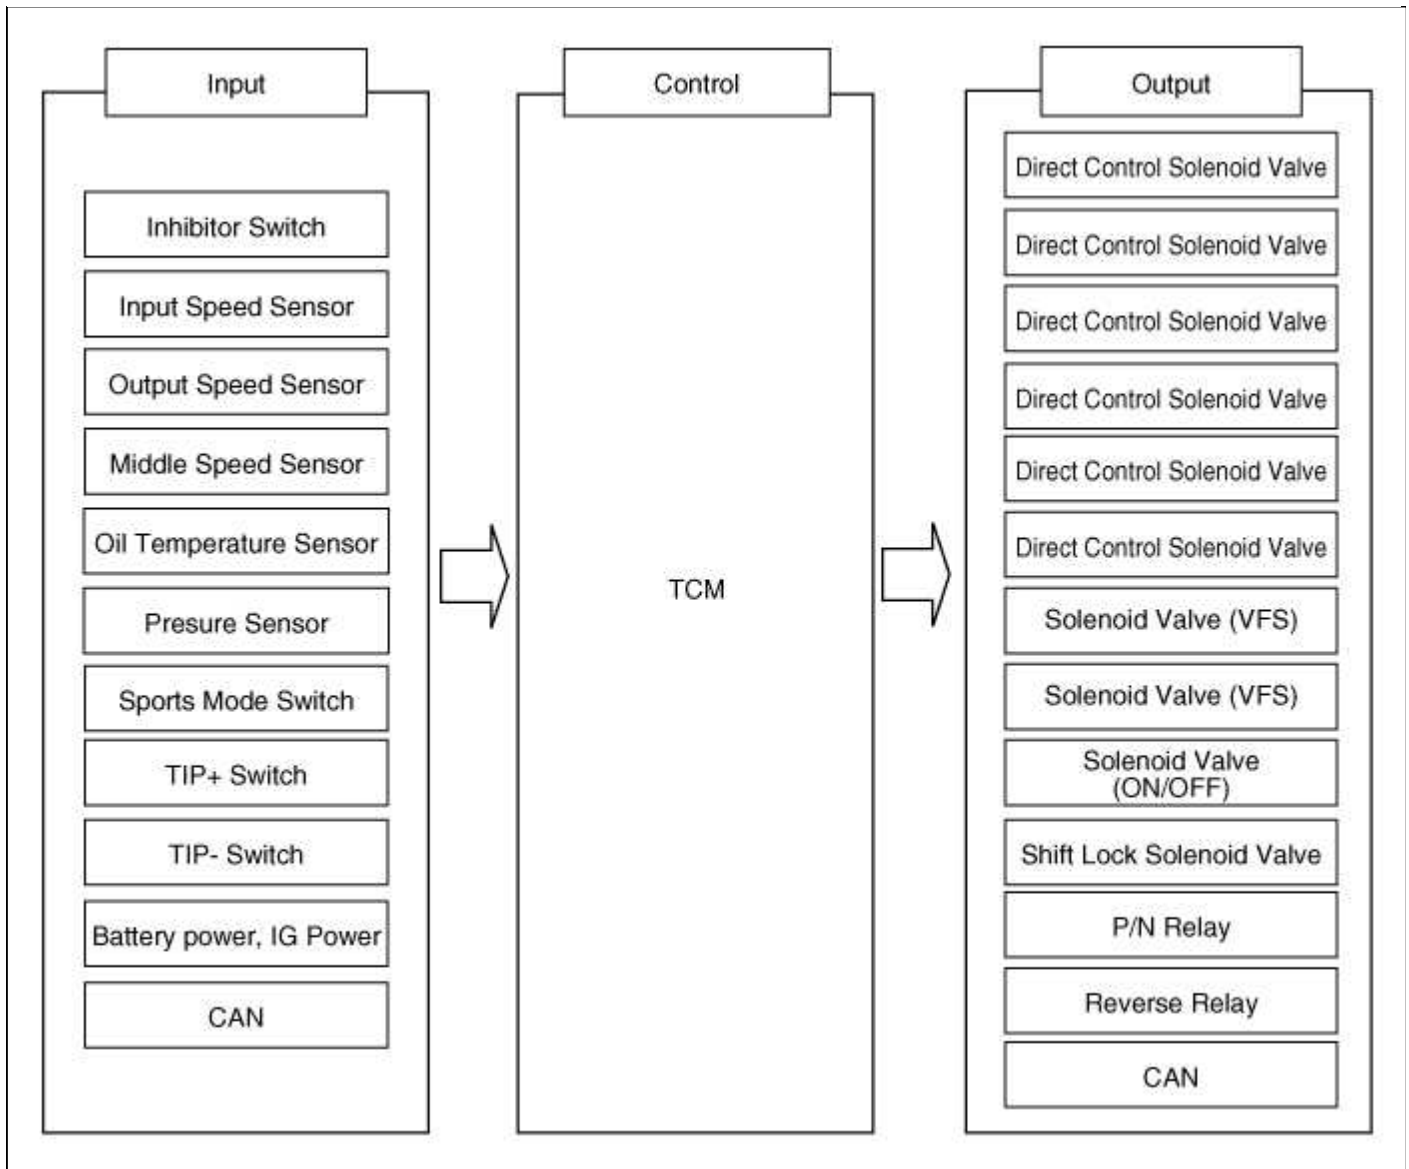 Input
Inhibitor Switch
Input Speed Sensor
Output Speed Sensor
Middle Speed Sensor
Oil Temperature Sensor
Presure Sensor
Sports Mode Switch
TIP+ Switch
TIP- Switch
Battery power, IG Power
CAN
Control
TCM
Output
Direct Control Solenoid Valve
Direct Control Solenoid Valve
Direct Control Solenoid Valve
Direct Control Solenoid Valve
Direct Control Solenoid Valve
Direct Control Solenoid Valve
Solenoid Valve (VFS)
Solenoid Valve (VFS)
Solenoid Valve
(ON/OFF)
Shift Lock Solenoid Valve
P/N Relay
Reverse Relay
CAN